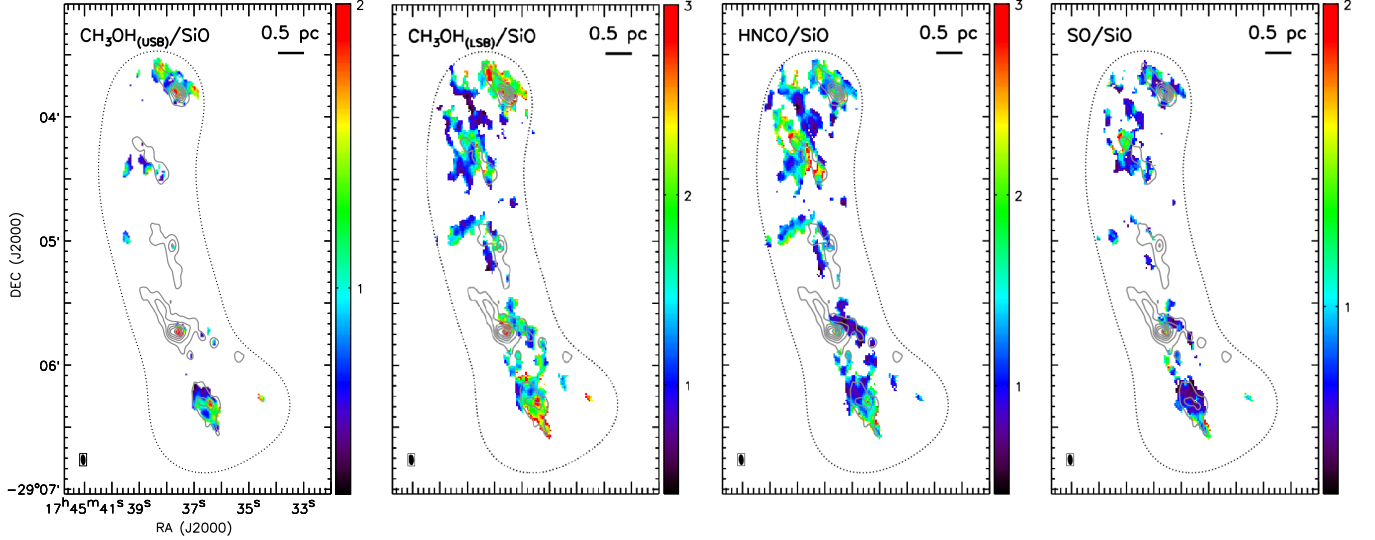 CH₃OH(USB)/SiO
0.5 pc
2
1
CH₃OH(LSB)/SiO
0.5 pc
3
2
1
HNCO/SiO
0.5 pc
3
2
1
SO/SiO
0.5 pc
2
1
04'
05'
06'
−29°07'
DEC (J2000)
17ʰ45ᵐ41ˢ 39ˢ 37ˢ 35ˢ 33ˢ
RA (J2000)